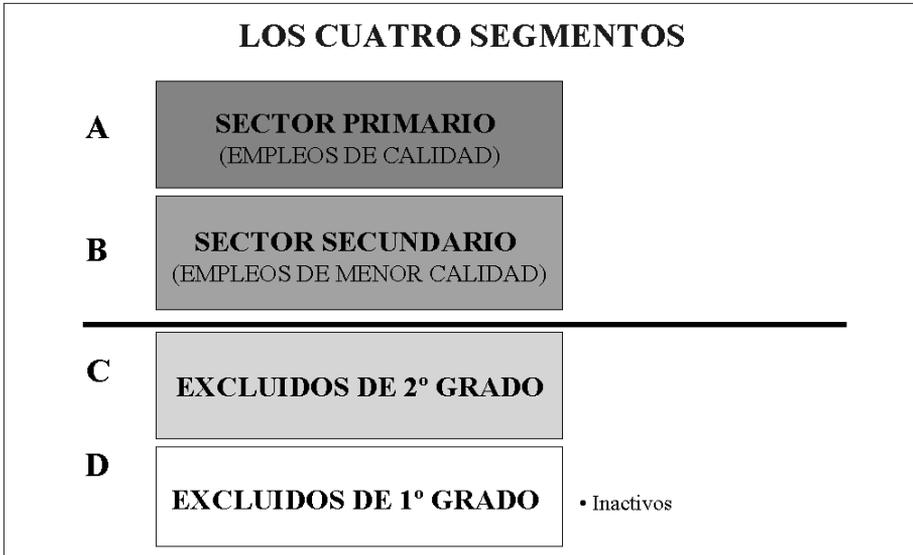 LOS CUATRO SEGMENTOS
A
SECTOR PRIMARIO
(EMPLEOS DE CALIDAD)
B
SECTOR SECUNDARIO
(EMPLEOS DE MENOR CALIDAD)
C
EXCLUIDOS DE 2º GRADO
D
EXCLUIDOS DE 1º GRADO
• Inactivos